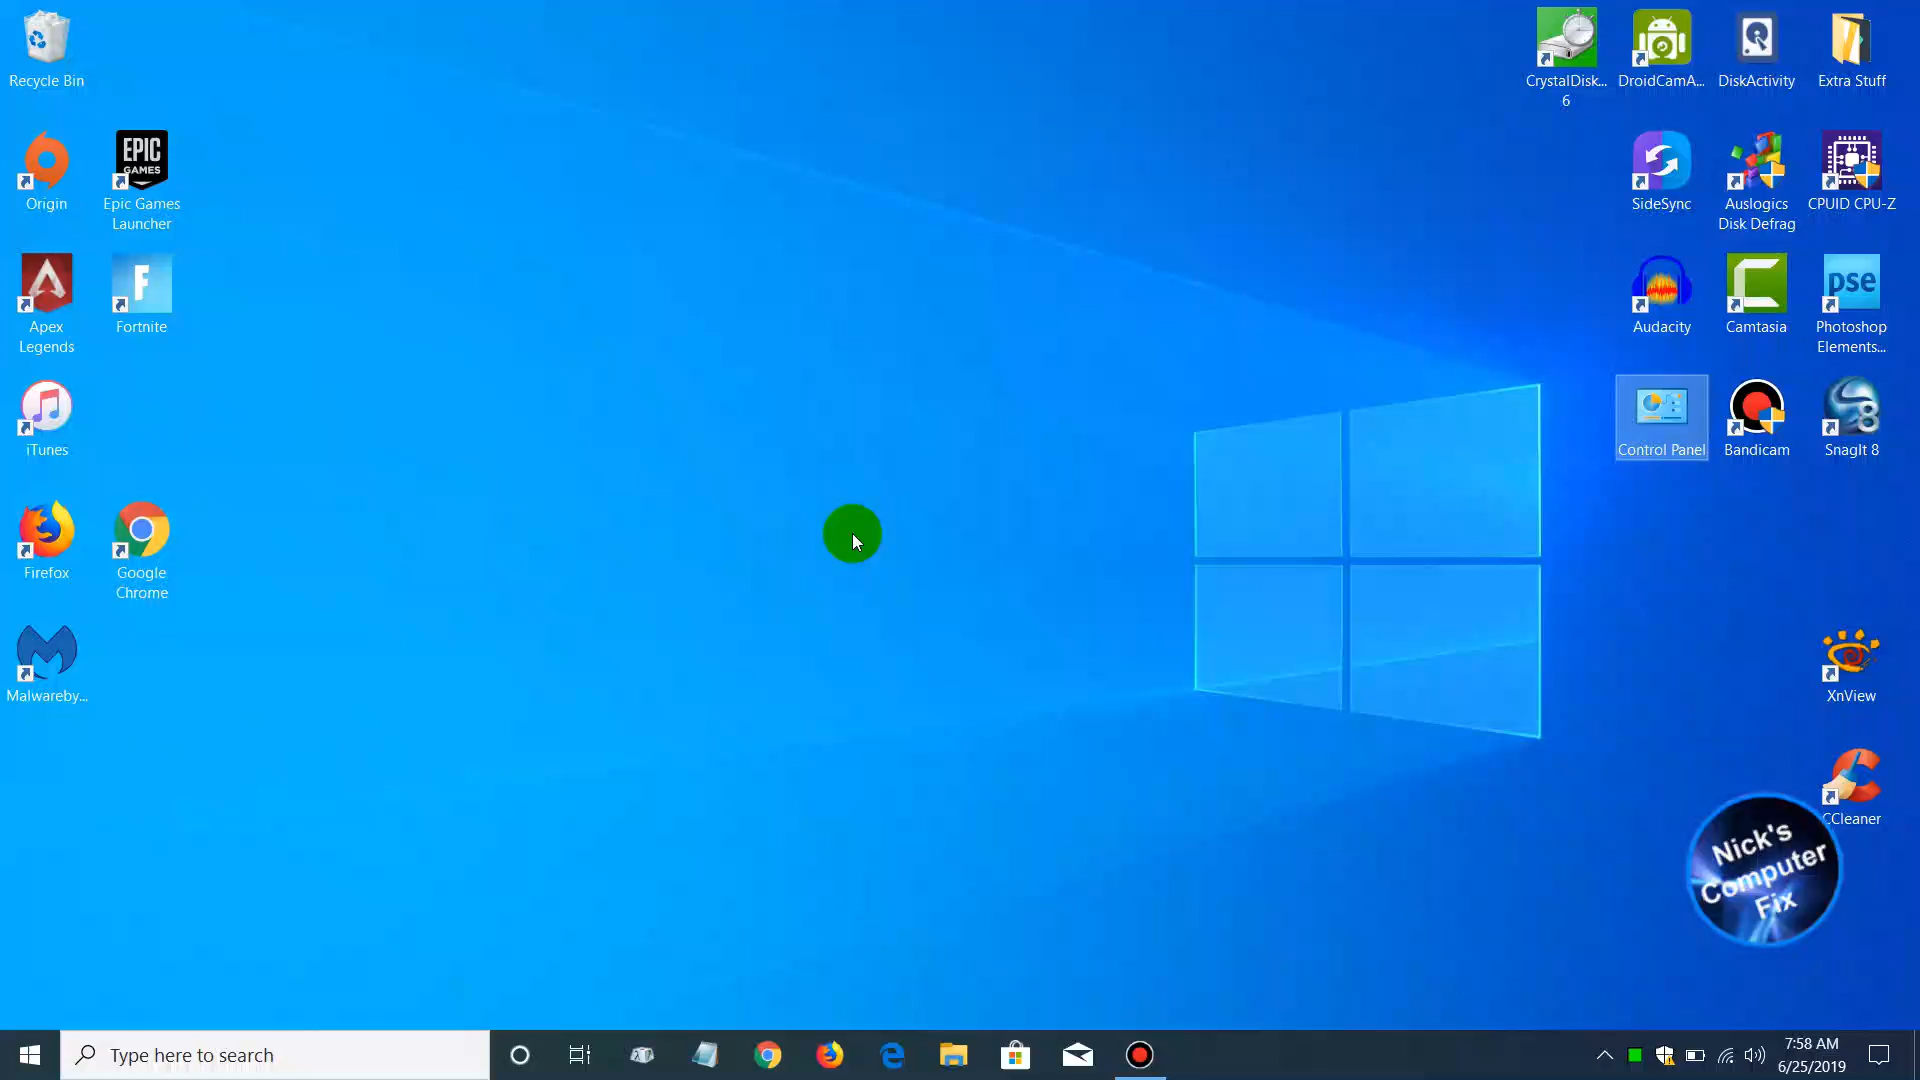 Recycle Bin
CrystalDisk...
6
DroidCamA...
DiskActivity
Extra Stuff
EPIC
GAMES
Origin
Epic Games
Launcher
SideSync
Auslogics
Disk Defrag
CPUID CPU-Z
F
pse
Apex
Legends
Fortnite
Audacity
Camtasia
Photoshop
Elements...
8
iTunes
Control Panel
Bandicam
SnagIt 8
Firefox
Google
Chrome
Malwareby...
XnView
CCleaner
Nick's
Computer
Fix
Type here to search
7:58 AM
6/25/2019